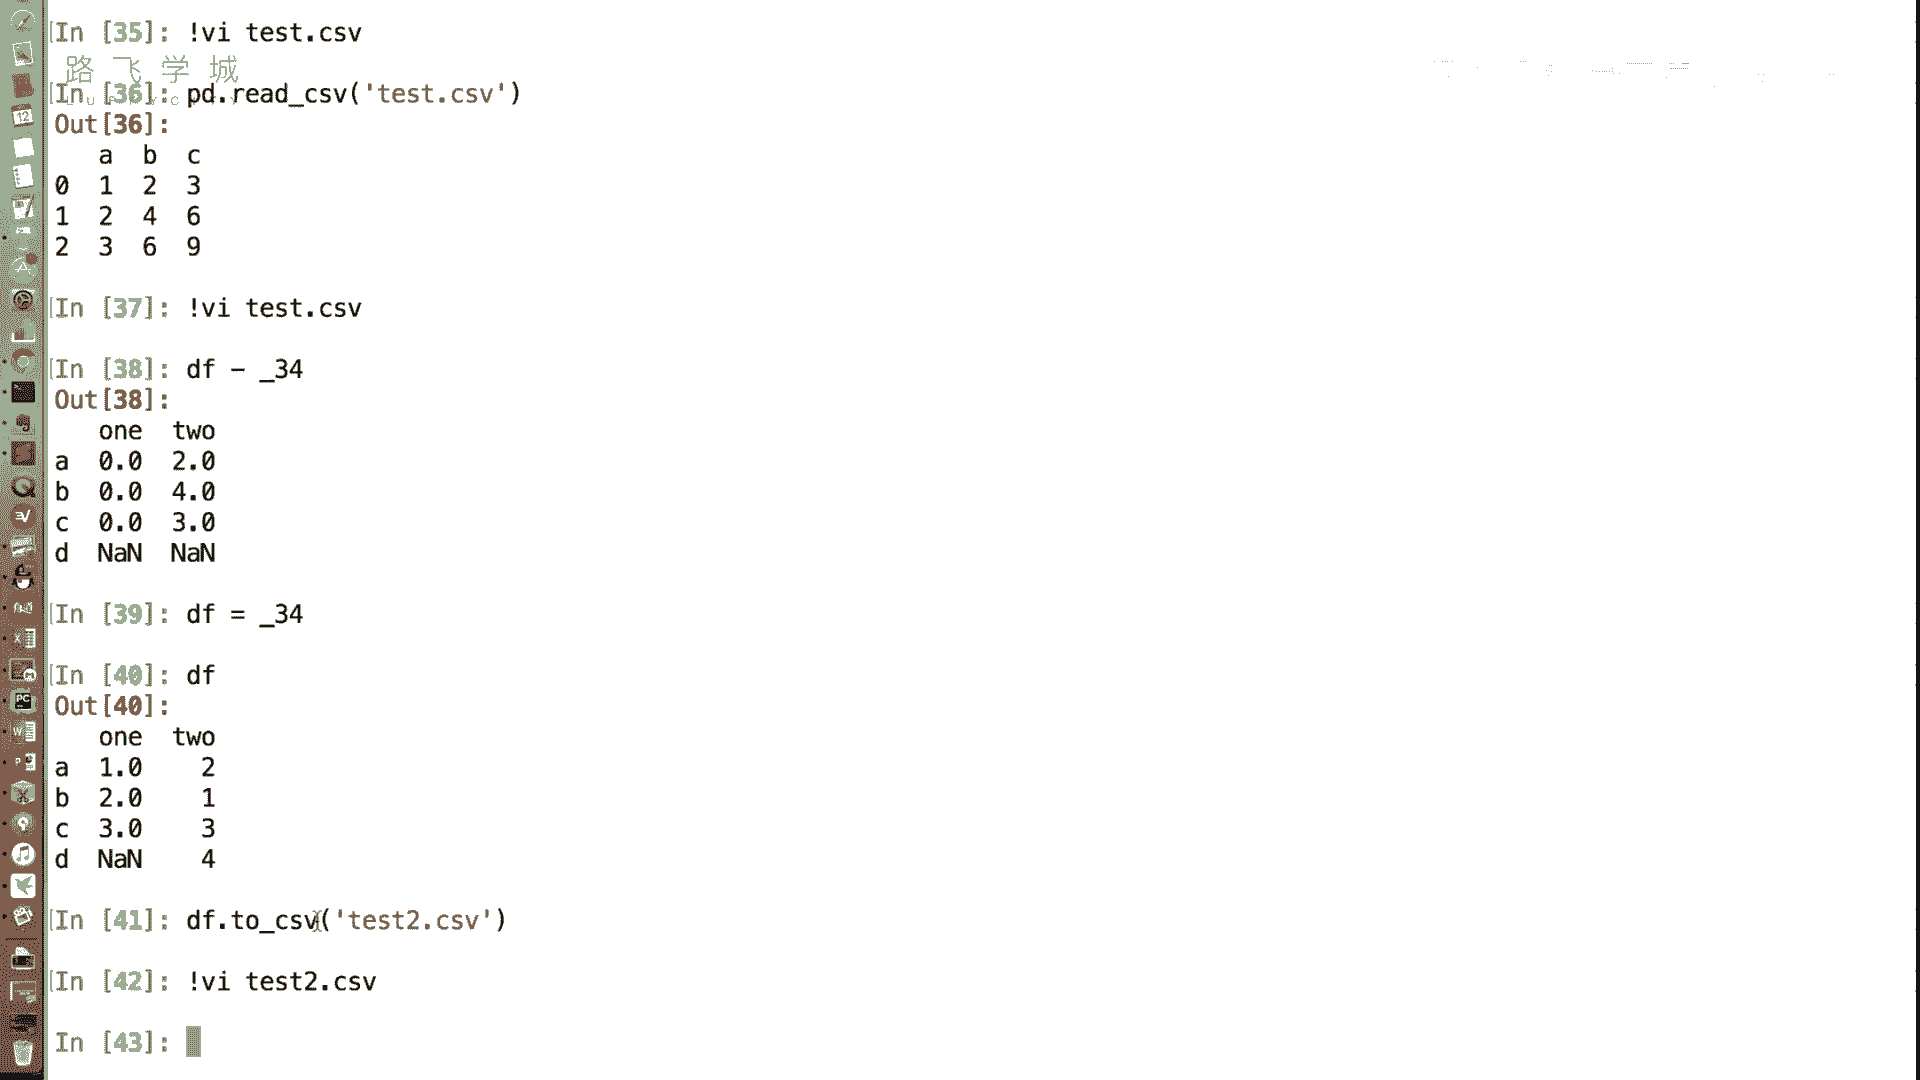 In [35]: !vi test.csv
路飞学城
In [36]: pd.read_csv('test.csv')
Out[36]:
a b c
0 1 2 3
1 2 4 6
2 3 6 9
In [37]: !vi test.csv
In [38]: df - _34
Out[38]:
one two
a 0.0 2.0
b 0.0 4.0
c 0.0 3.0
d NaN NaN
In [39]: df = _34
In [40]: df
Out[40]:
one two
a 1.0 2
b 2.0 1
c 3.0 3
d NaN 4
In [41]: df.to_csv('test2.csv')
In [42]: !vi test2.csv
In [43]: